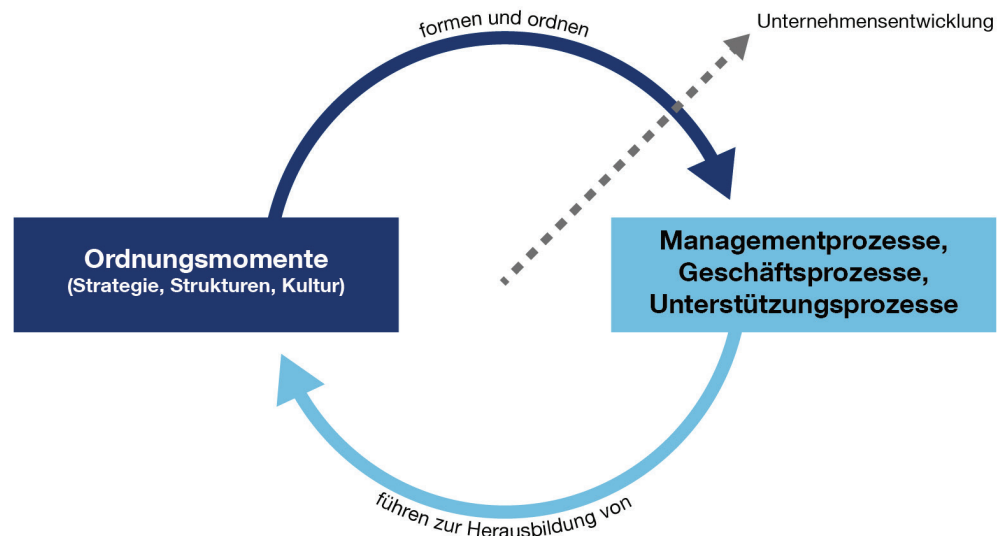 formen und ordnen
Unternehmensentwicklung
Ordnungsmomente
(Strategie, Strukturen, Kultur)
Managementprozesse,
Geschäftsprozesse,
Unterstützungsprozesse
führen zur Herausbildung von